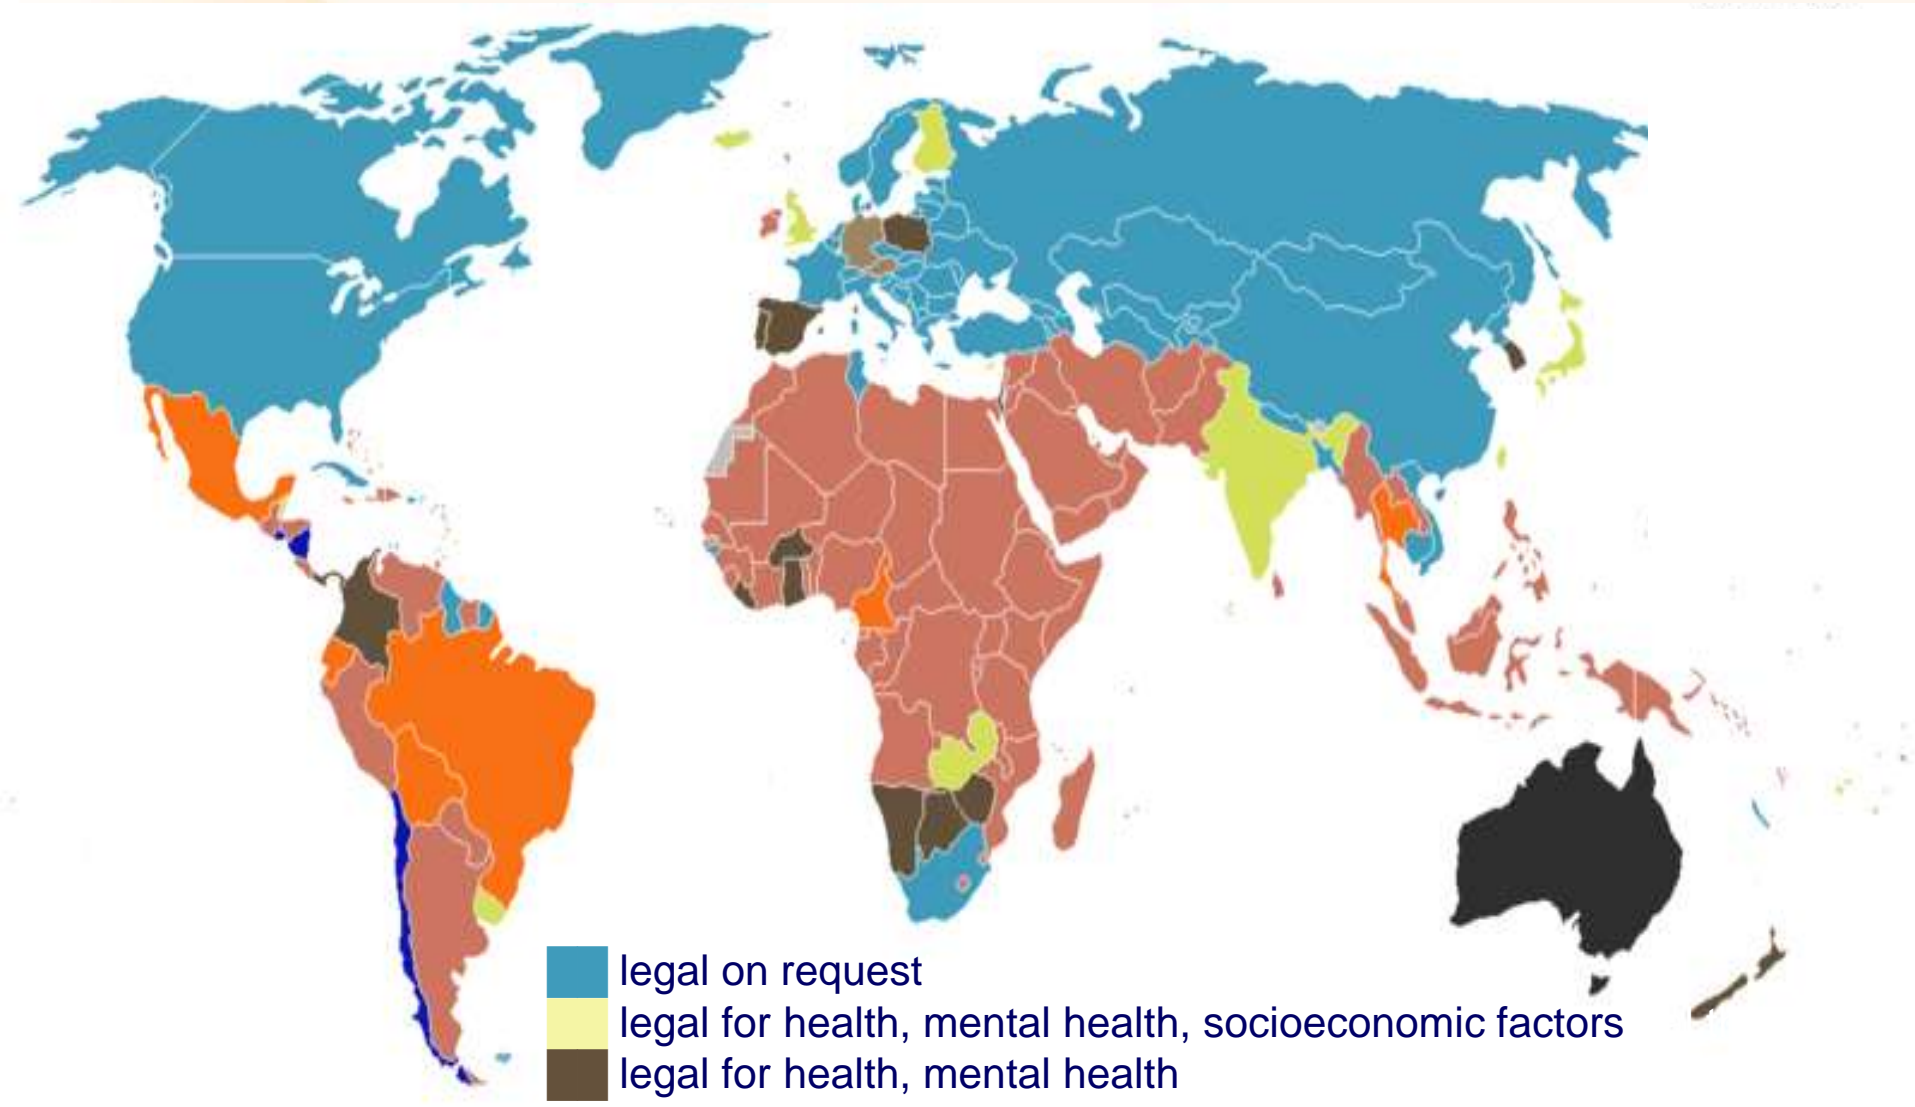 legal on request
legal for health, mental health, socioeconomic factors
legal for health, mental health